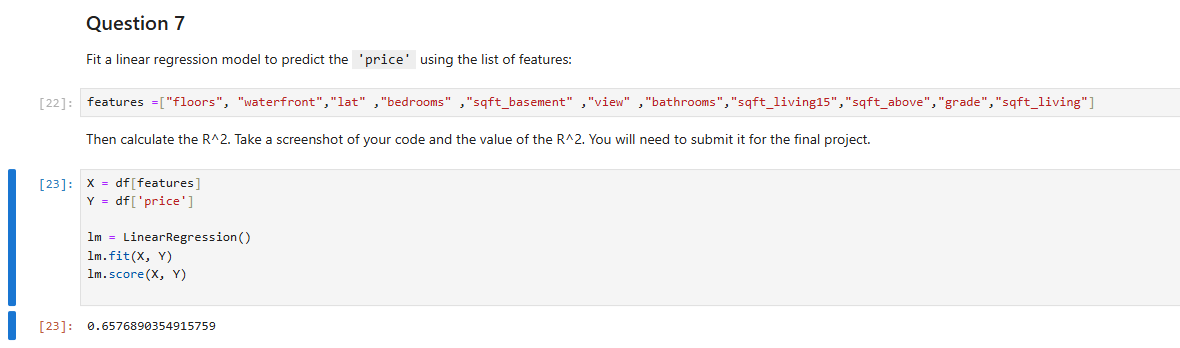 Question 7
Fit a linear regression model to predict the 'price' using the list of features:
[22]: features =["floors", "waterfront","lat" ,"bedrooms" ,"sqft_basement" ,"view" ,"bathrooms","sqft_living15","sqft_above","grade","sqft_living"]
Then calculate the R^2. Take a screenshot of your code and the value of the R^2. You will need to submit it for the final project.
[23]: X = df[features]
Y = df['price']
lm = LinearRegression()
lm.fit(X, Y)
lm.score(X, Y)
[23]: 0.6576890354915759